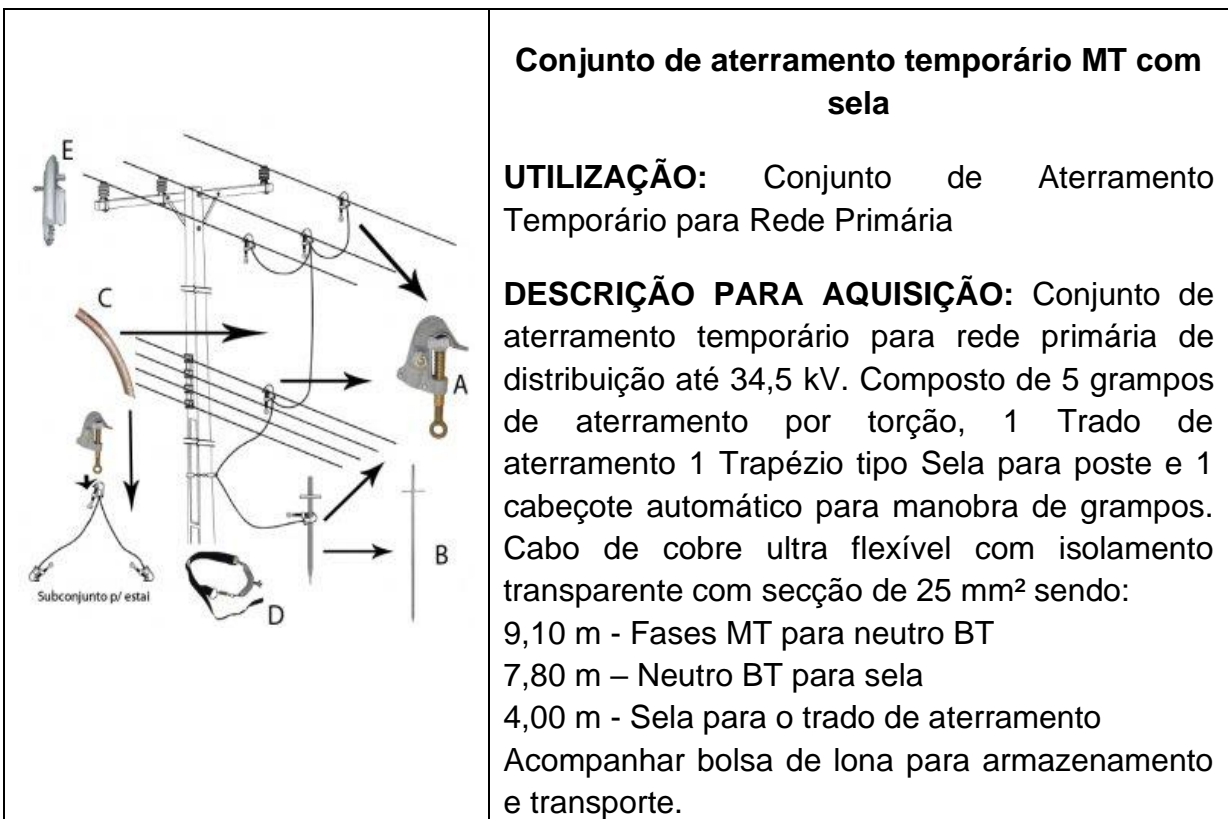 E
C
A
B
D
Subconjunto p/ estai
Conjunto de aterramento temporário MT com
sela
UTILIZAÇÃO: Conjunto de Aterramento
Temporário para Rede Primária
DESCRIÇÃO PARA AQUISIÇÃO: Conjunto de
aterramento temporário para rede primária de
distribuição até 34,5 kV. Composto de 5 grampos
de aterramento por torção, 1 Trado de
aterramento 1 Trapézio tipo Sela para poste e 1
cabeçote automático para manobra de grampos.
Cabo de cobre ultra flexível com isolamento
transparente com secção de 25 mm² sendo:
9,10 m - Fases MT para neutro BT
7,80 m – Neutro BT para sela
4,00 m - Sela para o trado de aterramento
Acompanhar bolsa de lona para armazenamento
e transporte.